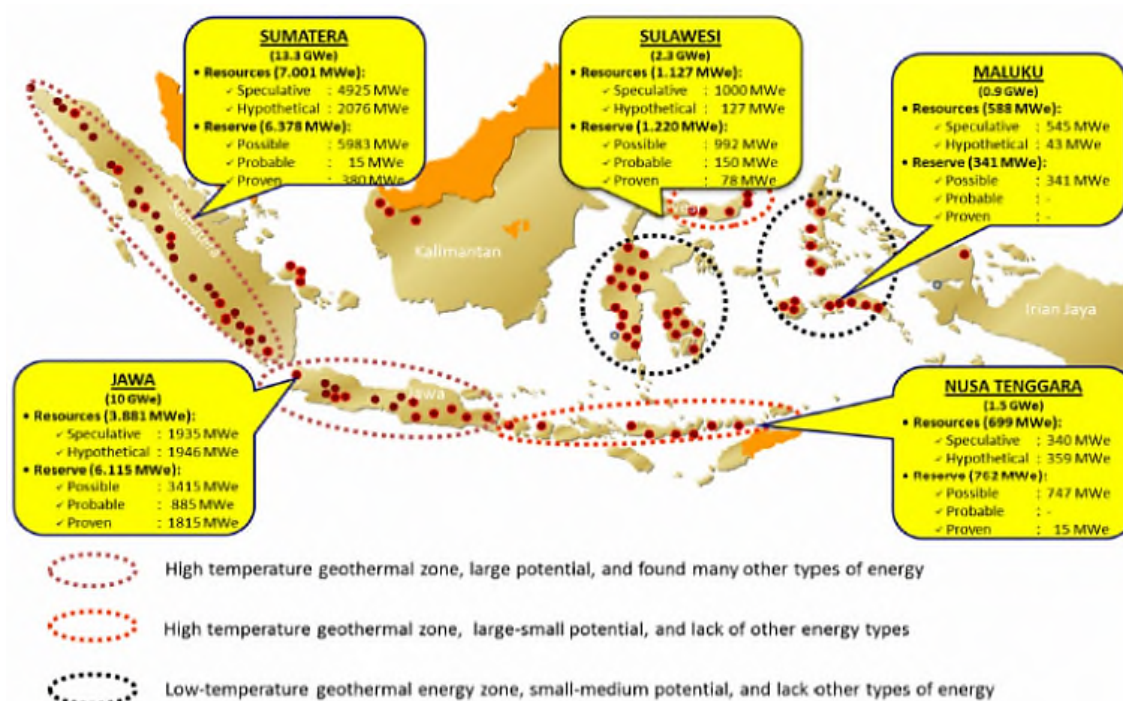 SUMATERA
(13.3 GWe)
• Resources (7.001 MWe):
✓ Speculative : 4925 MWe
✓ Hypothetical : 2076 MWe
• Reserve (6.378 MWe):
✓ Possible : 5983 MWe
✓ Probable : 15 MWe
✓ Proven : 380 MWe
SULAWESI
(2.3 GWe)
• Resources (1.127 MWe):
✓ Speculative : 1000 MWe
✓ Hypothetical : 127 MWe
• Reserve (1.220 MWe):
✓ Possible : 992 MWe
✓ Probable : 150 MWe
✓ Proven : 78 MWe
MALUKU
(0.9 GWe)
• Resources (588 MWe):
✓ Speculative : 545 MWe
✓ Hypothetical : 43 MWe
• Reserve (341 MWe):
✓ Possible : 341 MWe
✓ Probable : -
✓ Proven : -
Kalimantan
Irian Jaya
JAWA
(10 GWe)
• Resources (3.881 MWe):
✓ Speculative : 1935 MWe
✓ Hypothetical : 1946 MWe
• Reserve (6.115 MWe):
✓ Possible : 3415 MWe
✓ Probable : 885 MWe
✓ Proven : 1815 MWe
Jawa
NUSA TENGGARA
(1.5 GWe)
• Resources (699 MWe):
✓ Speculative : 340 MWe
✓ Hypothetical : 359 MWe
• Reserve (762 MWe):
✓ Possible : 747 MWe
✓ Probable : -
✓ Proven : 15 MWe
High temperature geothermal zone, large potential, and found many other types of energy
High temperature geothermal zone, large-small potential, and lack of other energy types
Low-temperature geothermal energy zone, small-medium potential, and lack other types of energy